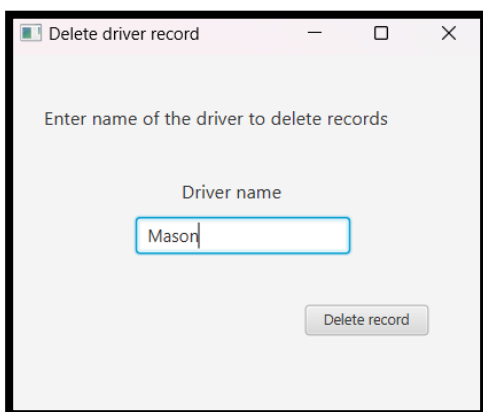 Delete driver record
Enter name of the driver to delete records
Driver name
Mason
Delete record